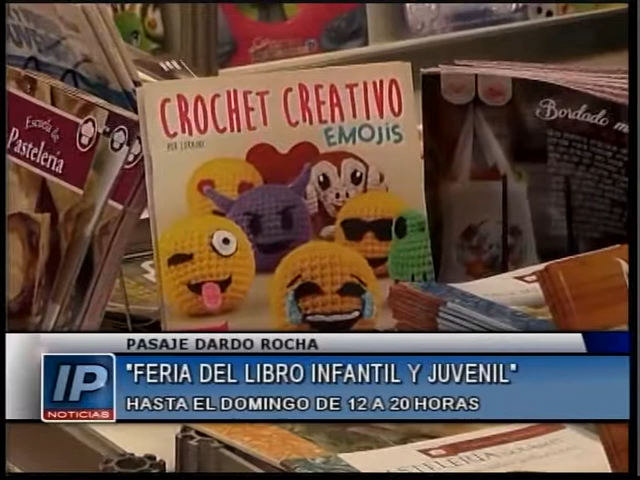 CROCHET CREATIVO
EMOJIS
Escuela de
Pastelería
Bordado m
PASAJE DARDO ROCHA
"FERIA DEL LIBRO INFANTIL Y JUVENIL"
HASTA EL DOMINGO DE 12 A 20 HORAS
IP
NOTICIAS